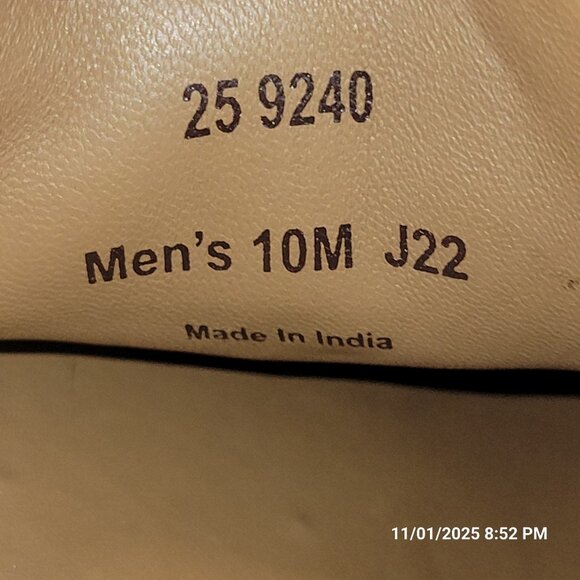 25 9240
Men's 10M J22
Made In India
11/01/2025 8:52 PM